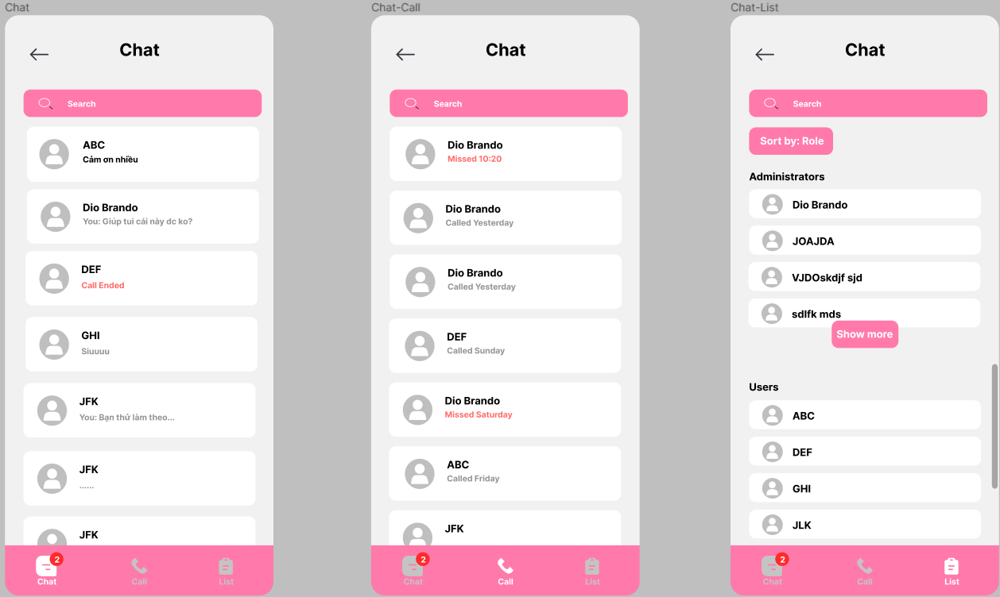 Chat
Chat
Search
ABC
Cảm ơn nhiều
Dio Brando
You: Giúp tui cái này dc ko?
DEF
Call Ended
GHI
Siuuuu
JFK
You: Bạn thử làm theo...
JFK
......
JFK
2
Chat
Call
List
Chat-Call
Chat
Search
Dio Brando
Missed 10:20
Dio Brando
Called Yesterday
Dio Brando
Called Yesterday
DEF
Called Sunday
Dio Brando
Missed Saturday
ABC
Called Friday
JFK
2
Chat
Call
List
Chat-List
Chat
Search
Sort by: Role
Administrators
Dio Brando
JOAJDA
VJDOskdjf sjd
sdlfk mds
Show more
Users
ABC
DEF
GHI
JLK
2
Chat
Call
List